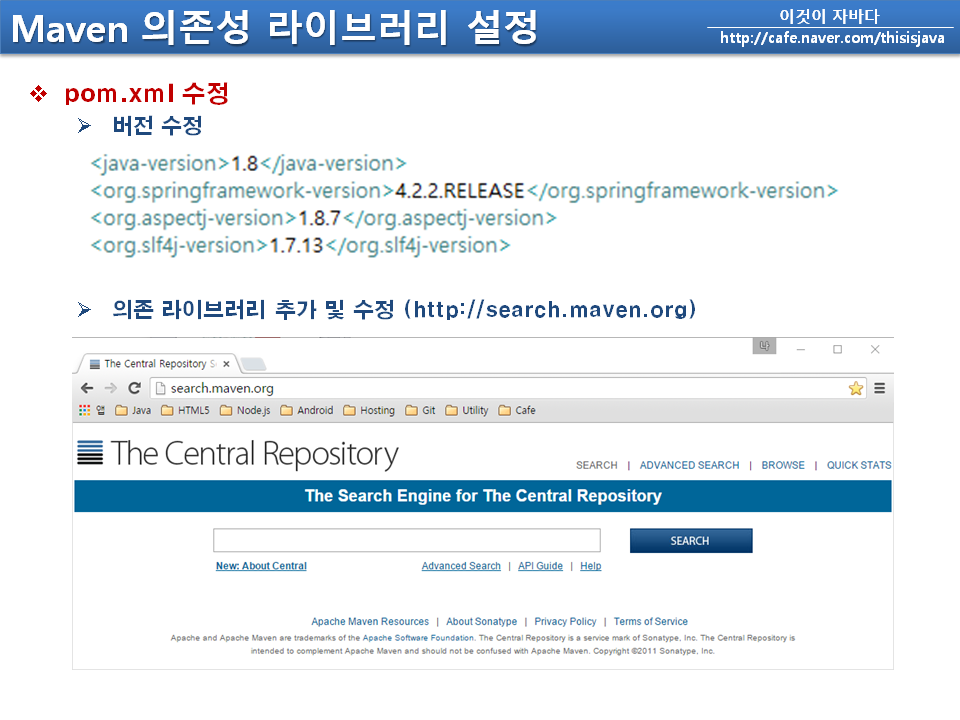 Maven 의존성 라이브러리 설정
이것이 자바다
http://cafe.naver.com/thisisjava
❖ pom.xml 수정
➢ 버전 수정
<java-version>1.8</java-version>
<org.springframework-version>4.2.2.RELEASE</org.springframework-version>
<org.aspectj-version>1.8.7</org.aspectj-version>
<org.slf4j-version>1.7.13</org.slf4j-version>
➢ 의존 라이브러리 추가 및 수정 (http://search.maven.org)
나
The Central Repository S
search.maven.org
앱 Java HTML5 Node.js Android Hosting Git Utility Cafe
The Central Repository
SEARCH | ADVANCED SEARCH | BROWSE | QUICK STATS
The Search Engine for The Central Repository
SEARCH
New: About Central Advanced Search | API Guide | Help
Apache Maven Resources | About Sonatype | Privacy Policy | Terms of Service
Apache and Apache Maven are trademarks of the Apache Software Foundation. The Central Repository is a service mark of Sonatype, Inc. The Central Repository is
intended to complement Apache Maven and should not be confused with Apache Maven. Copyright ©2011 Sonatype, Inc.